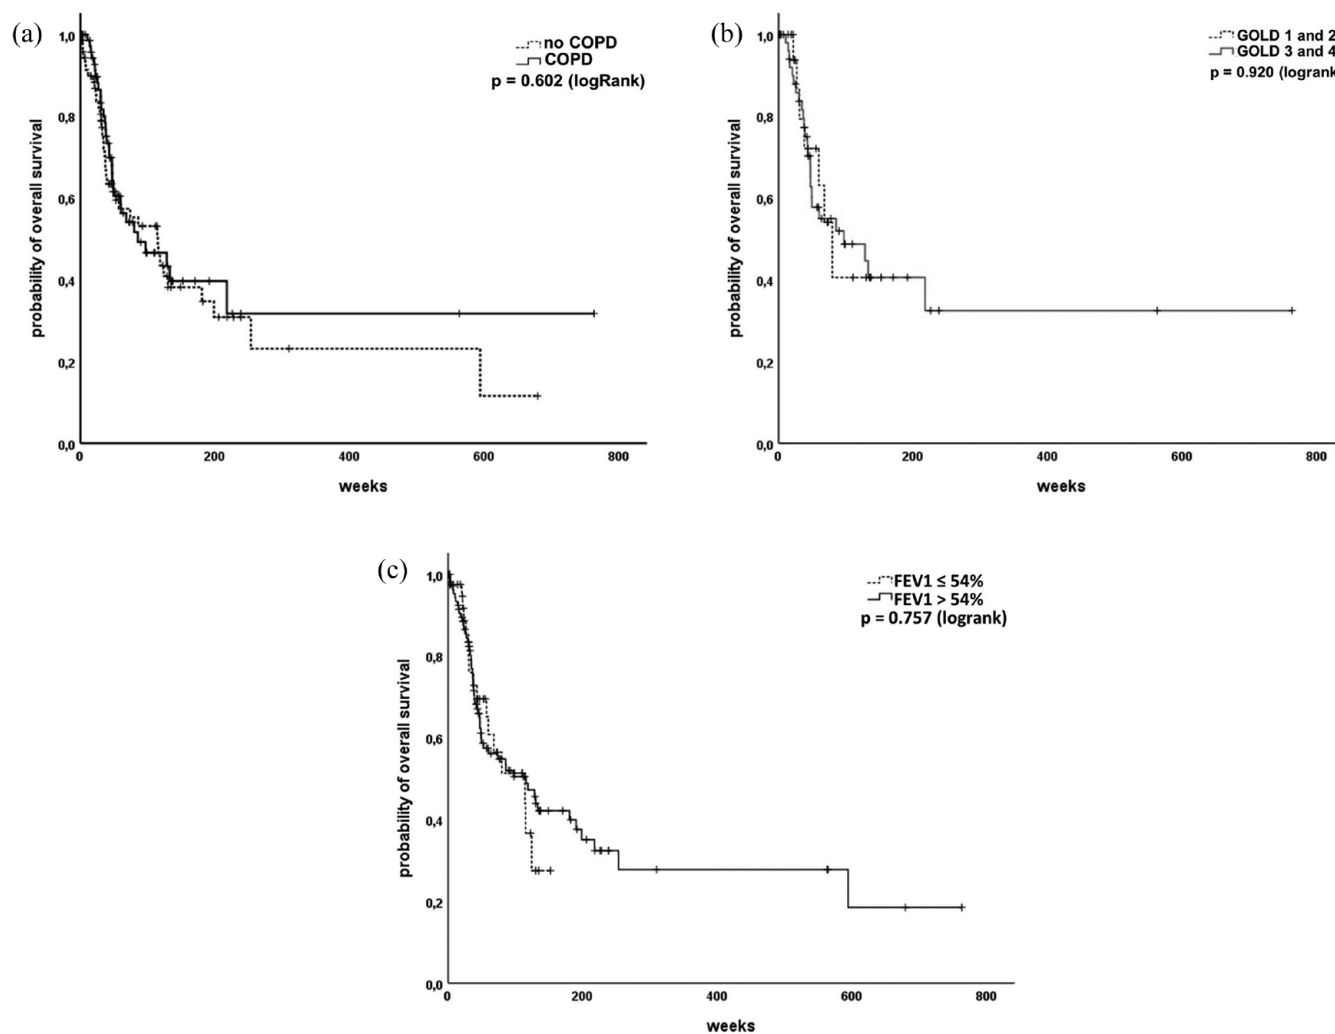 (a)
no COPD
COPD
p = 0.602 (logRank)
probability of overall survival
1,0
0,8
0,6
0,4
0,2
0,0
0 200 400 600 800
weeks
(b)
GOLD 1 and 2
GOLD 3 and 4
p = 0.920 (logrank
probability of overall survival
1,0
0,8
0,6
0,4
0,2
0,0
0 200 400 600 800
weeks
(c)
FEV1 ≤ 54%
FEV1 > 54%
p = 0.757 (logrank)
probability of overall survival
1,0
0,8
0,6
0,4
0,2
0,0
0 200 400 600 800
weeks